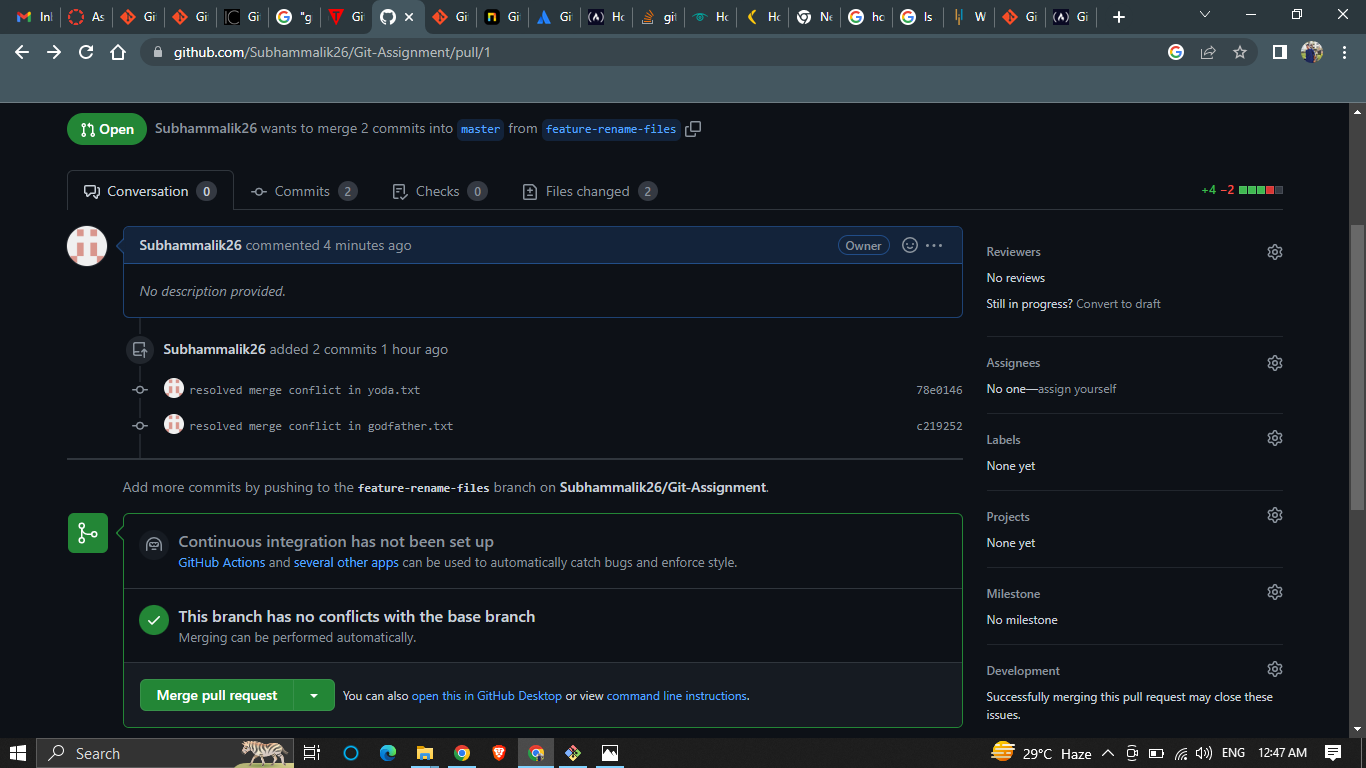 Inl
As
Gi
Gi
Gi
"g
Gi
Gi
Gi
Gi
Ho
git
Ho
Ho
Ne
ho
ls
W
Gi
Gi
github.com/Subhammalik26/Git-Assignment/pull/1
Open
Subhammalik26 wants to merge 2 commits into master from feature-rename-files
Conversation 0
Commits 2
Checks 0
Files changed 2
+4 −2
Subhammalik26 commented 4 minutes ago
Owner
No description provided.
Subhammalik26 added 2 commits 1 hour ago
resolved merge conflict in yoda.txt
78e0146
resolved merge conflict in godfather.txt
c219252
Add more commits by pushing to the feature-rename-files branch on Subhammalik26/Git-Assignment.
Continuous integration has not been set up
GitHub Actions and several other apps can be used to automatically catch bugs and enforce style.
This branch has no conflicts with the base branch
Merging can be performed automatically.
Merge pull request
You can also open this in GitHub Desktop or view command line instructions.
Reviewers
No reviews
Still in progress? Convert to draft
Assignees
No one—assign yourself
Labels
None yet
Projects
None yet
Milestone
No milestone
Development
Successfully merging this pull request may close these
issues.
Search
29°C Haze
ENG
12:47 AM